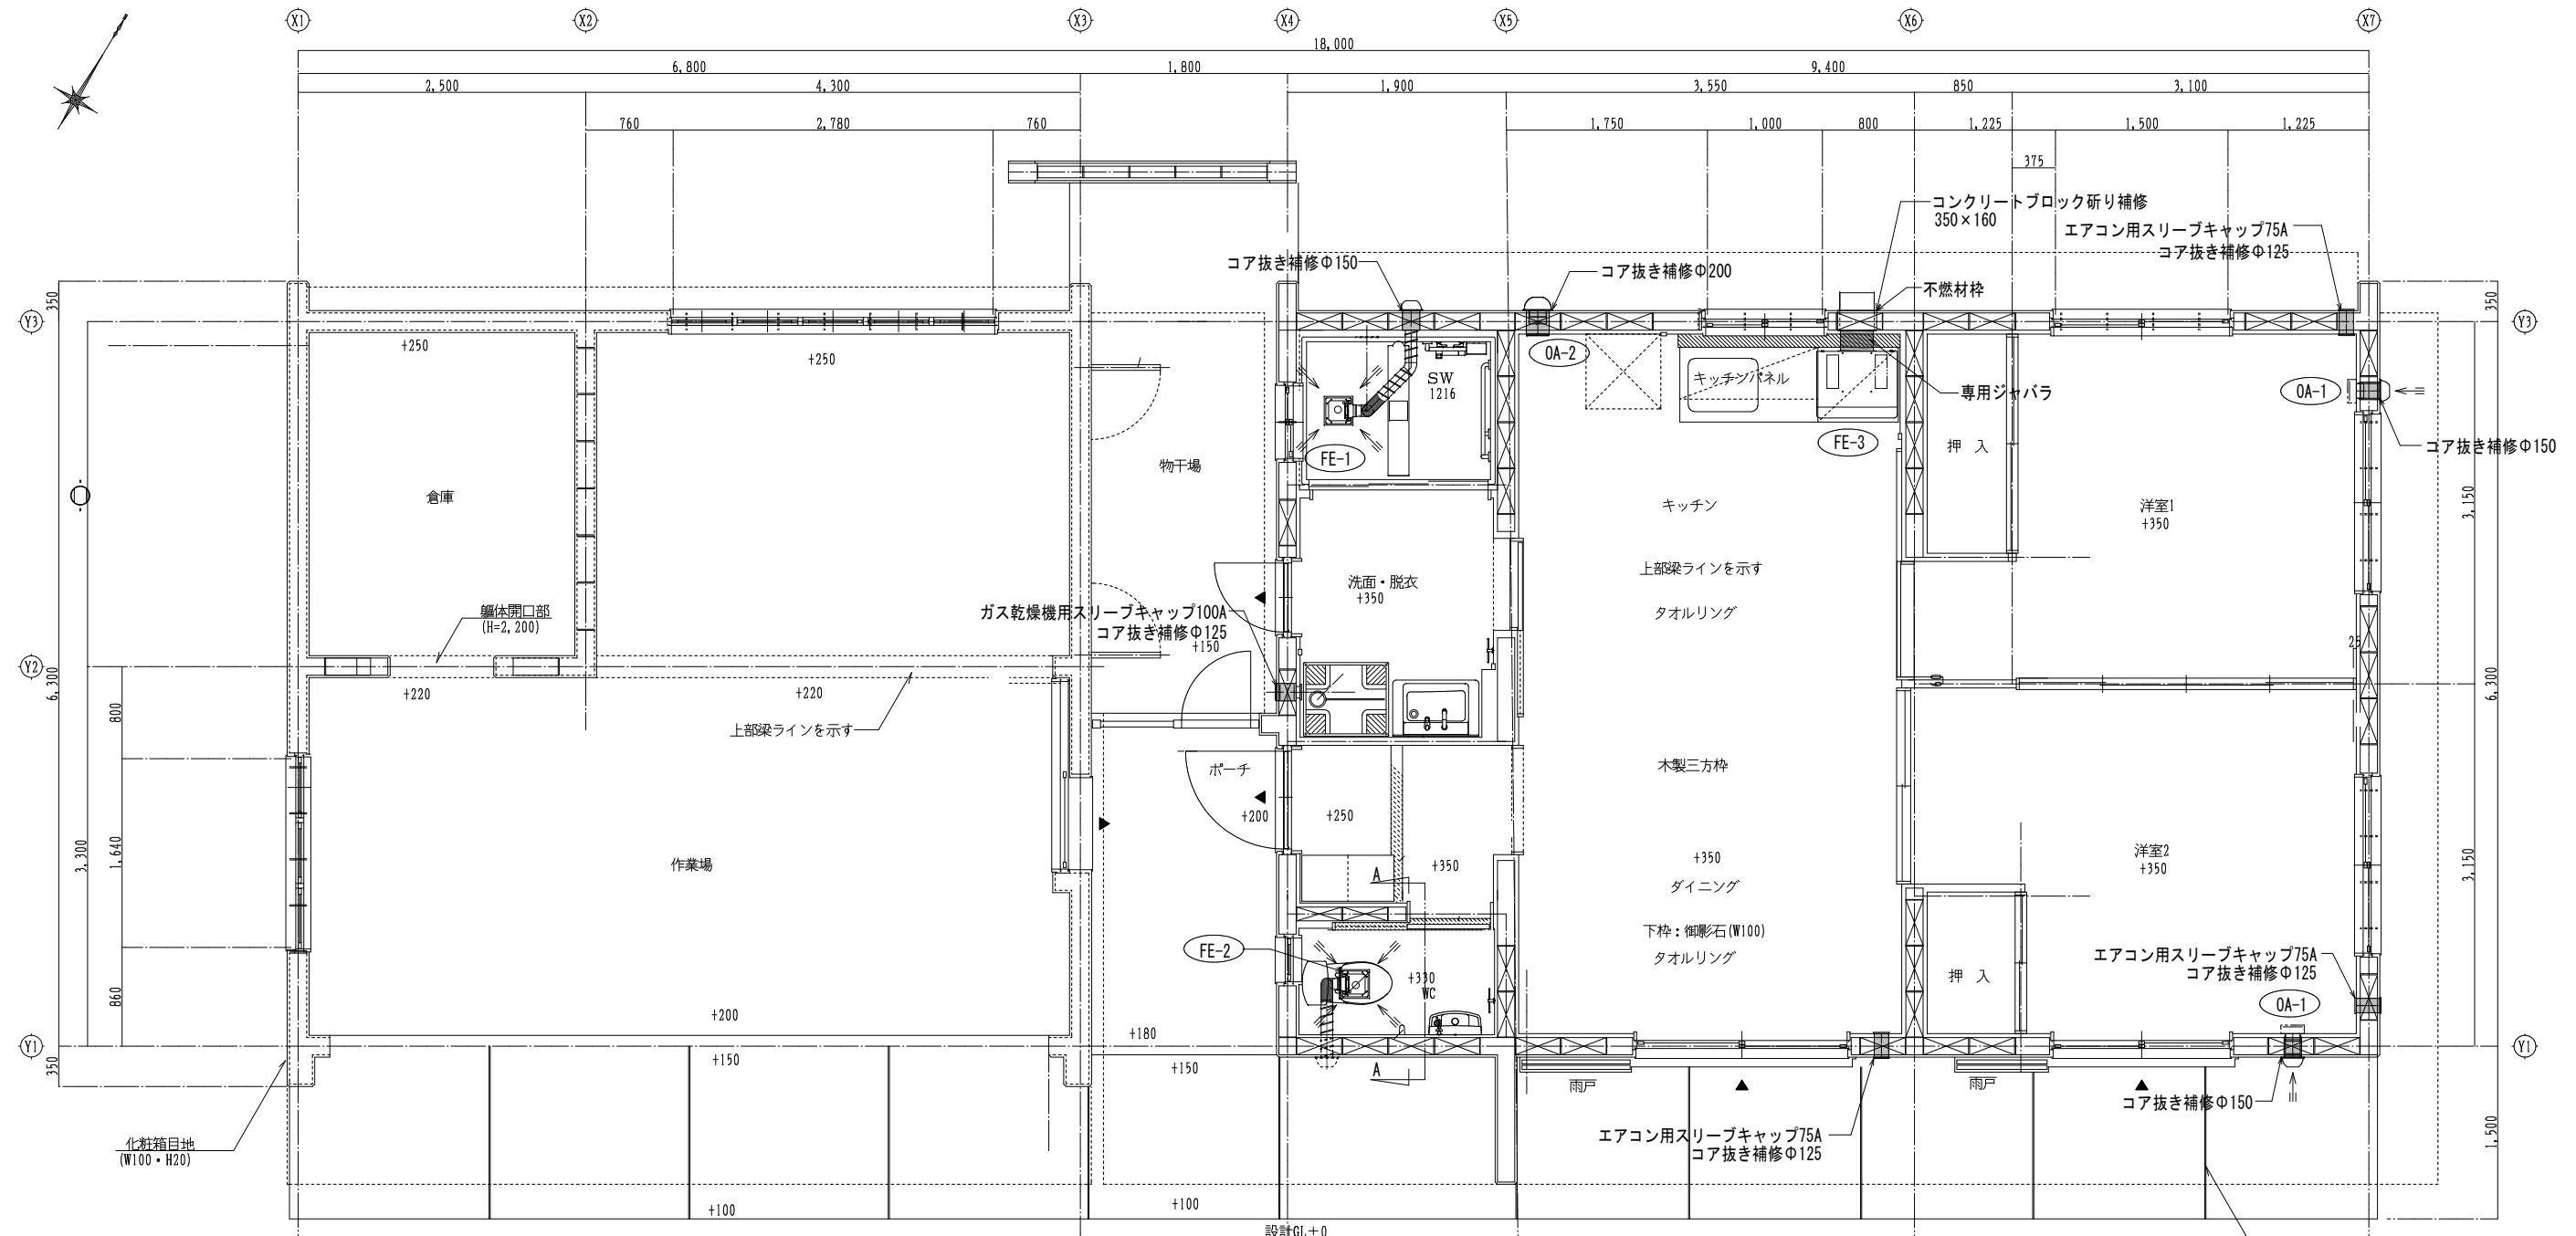 X1
X2
X3
X4
X5
X6
X7
18,000
6,800
1,800
9,400
2,500
4,300
1,900
3,550
850
3,100
760
2,780
760
1,750
1,000
800
1,225
1,500
1,225
375
コンクリートブロック斫り補修
350×160
エアコン用スリーブキャップ75A
コア抜き補修Φ125
コア抜き補修Φ150
コア抜き補修Φ200
不燃材枠
350
350
Y3
Y3
+250
+250
OA-2
SW
1216
キッチンパネル
専用ジャバラ
OA-1
FE-1
FE-3
コア抜き補修Φ150
押 入
物干場
倉庫
キッチン
洋室1
+350
3,150
上部梁ラインを示す
洗面・脱衣
+350
タオルリング
躯体開口部
(H=2,200)
ガス乾燥機用スリーブキャップ100A
コア抜き補修Φ125
+150
25
Y2
6,300
6,300
+220
+220
800
上部梁ラインを示す
木製三方枠
ポーチ
+200
+250
3,300
1,640
作業場
+350
+350
洋室2
+350
3,150
A
ダイニング
下枠：御影石(W100)
タオルリング
FE-2
+330
WC
エアコン用スリーブキャップ75A
コア抜き補修Φ125
押 入
OA-1
860
+200
+180
Y1
Y1
350
+150
+150
A
雨戸
雨戸
コア抜き補修Φ150
エアコン用スリーブキャップ75A
コア抜き補修Φ125
1,500
化粧箱目地
(W100・H20)
+100
+100
設計GL±0